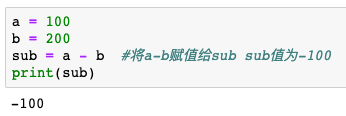 a = 100
b = 200
sub = a - b  #将a-b赋值给sub sub值为-100
print(sub)
-100